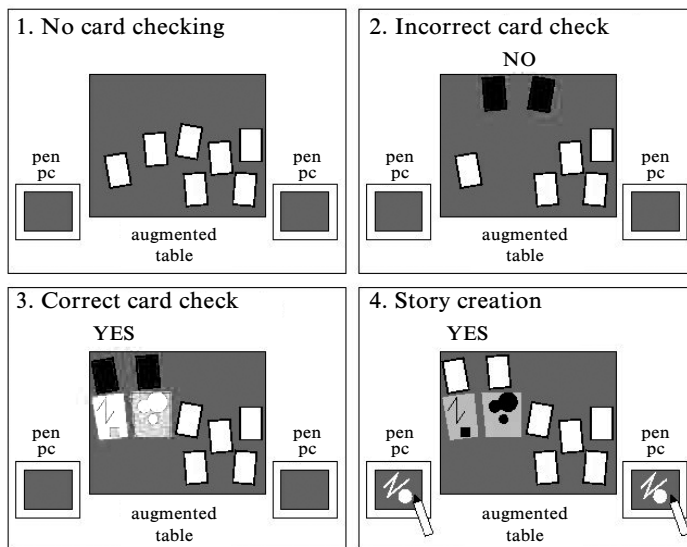 1. No card checking
pen
pc
pen
pc
augmented
table
2. Incorrect card check
NO
pen
pc
pen
pc
augmented
table
3. Correct card check
YES
pen
pc
pen
pc
augmented
table
4. Story creation
YES
pen
pc
pen
pc
augmented
table